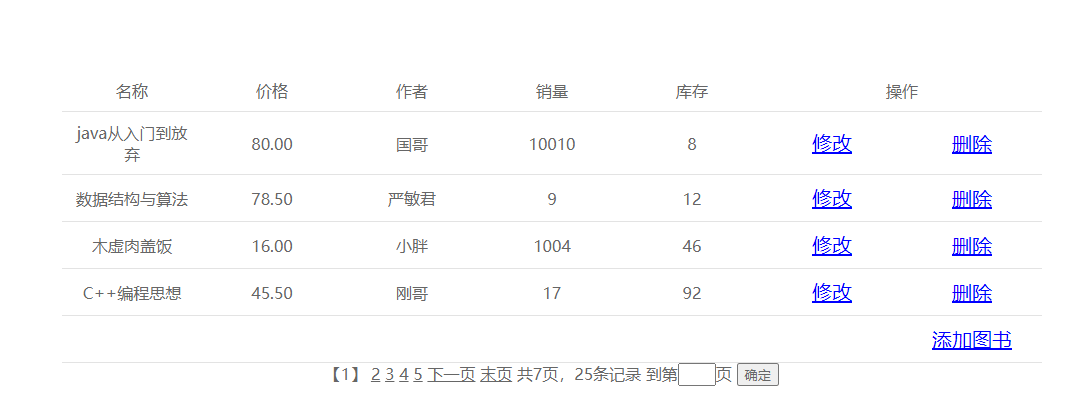 名称 价格 作者 销量 库存 操作
java从入门到放
弃 80.00 国哥 10010 8 修改 删除
数据结构与算法 78.50 严敏君 9 12 修改 删除
木虚肉盖饭 16.00 小胖 1004 46 修改 删除
C++编程思想 45.50 刚哥 17 92 修改 删除
添加图书
【1】 2 3 4 5 下一页 末页 共7页，25条记录 到第 页 确定